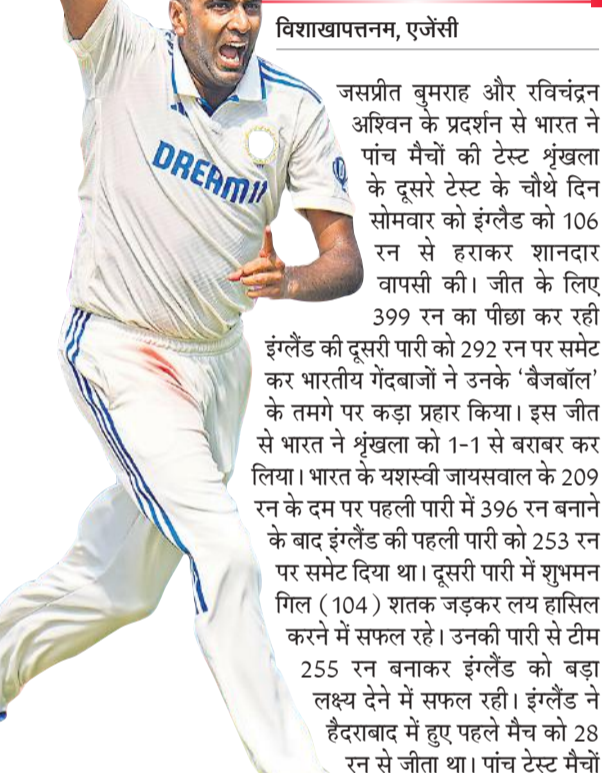 विशाखापत्तनम, एजेंसी
जसप्रीत बुमराह और रविचंद्रन
अश्विन के प्रदर्शन से भारत ने
पांच मैचों की टेस्ट शृंखला
के दूसरे टेस्ट के चौथे दिन
सोमवार को इंग्लैड को 106
रन से हराकर शानदार
वापसी की। जीत के लिए
399 रन का पीछा कर रही
इंग्लैंड की दूसरी पारी को 292 रन पर समेट
कर भारतीय गेंदबाजों ने उनके ‘बैजबॉल’
के तमगे पर कड़ा प्रहार किया। इस जीत
से भारत ने शृंखला को 1-1 से बराबर कर
लिया। भारत के यशस्वी जायसवाल के 209
रन के दम पर पहली पारी में 396 रन बनाने
के बाद इंग्लैंड की पहली पारी को 253 रन
पर समेट दिया था। दूसरी पारी में शुभमन
गिल (104) शतक जड़कर लय हासिल
करने में सफल रहे। उनकी पारी से टीम
255 रन बनाकर इंग्लैंड को बड़ा
लक्ष्य देने में सफल रही। इंग्लैंड ने
हैदराबाद में हुए पहले मैच को 28
रन से जीता था। पांच टेस्ट मैचों
DREAM11